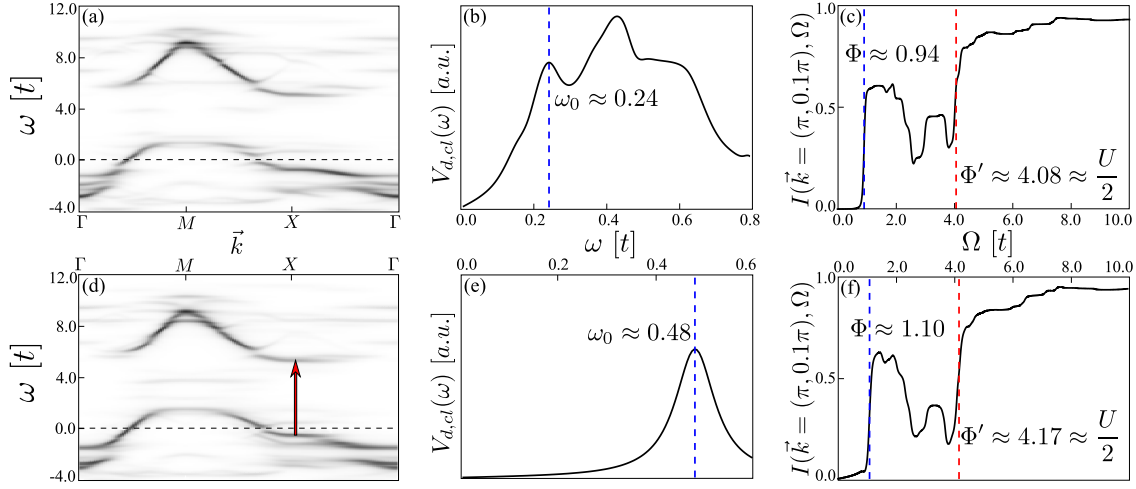 (a)
12.0
8.0
4.0
0.0
-4.0
ω [t]
Γ M X Γ
k⃗
(b)
V_{d,cl}(ω) [a.u.]
ω₀ ≈ 0.24
0.0 0.2 0.4 0.6 0.8
ω [t]
(c)
I(k⃗ = (π, 0.1π), Ω)
1.0
0.5
0.0
Φ ≈ 0.94
Φ′ ≈ 4.08 ≈ U/2
0.0 2.0 4.0 6.0 8.0 10.0
Ω [t]
(d)
Γ M X Γ
12.0
8.0
4.0
0.0
-4.0
ω [t]
(e)
0.0 0.2 0.4 0.6
V_{d,cl}(ω) [a.u.]
ω₀ ≈ 0.48
(f)
0.0 2.0 4.0 6.0 8.0 10.0
I(k⃗ = (π, 0.1π), Ω)
1.0
0.5
0.0
Φ ≈ 1.10
Φ′ ≈ 4.17 ≈ U/2